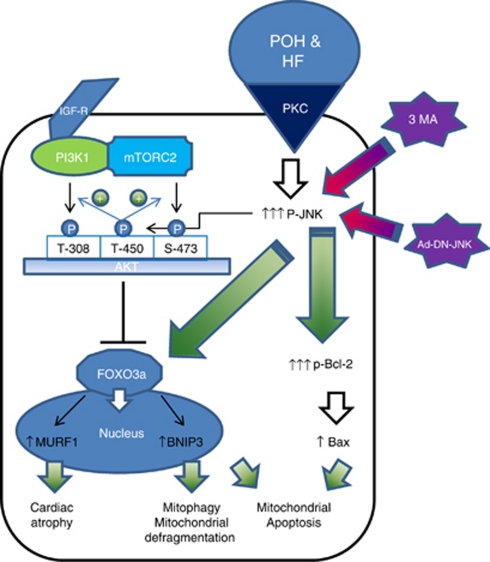 POH &
HF
PKC
IGF-R
3 MA
PI3K1
mTORC2
+
+
↑↑↑ P-JNK
P
P
P
T-308
T-450
S-473
Ad-DN-JNK
AKT
↑↑↑ p-Bcl-2
FOXO3a
Nucleus
↑MURF1
↑BNIP3
↑ Bax
Cardiac
atrophy
Mitophagy
Mitochondrial
defragmentation
Mitochondrial
Apoptosis